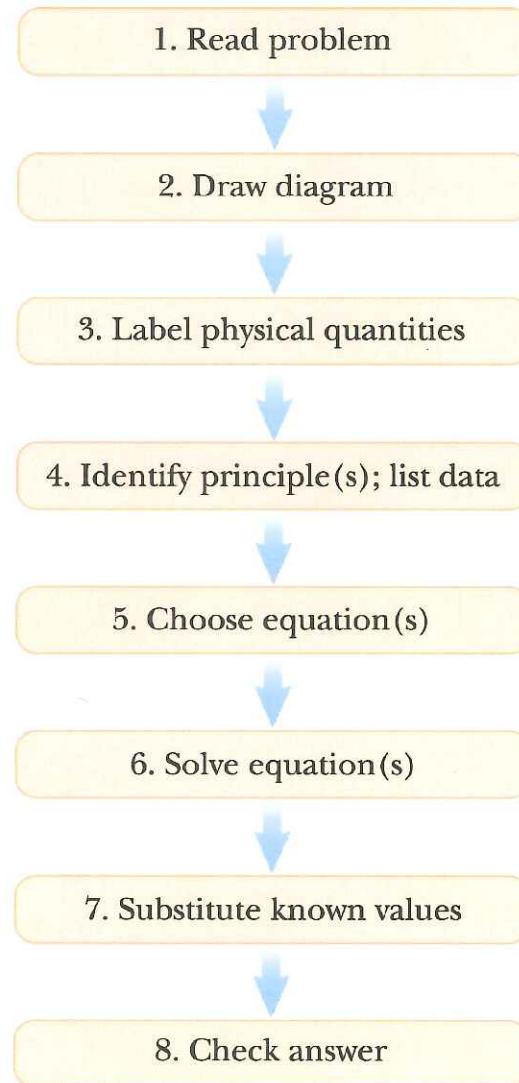 1. Read problem
2. Draw diagram
3. Label physical quantities
4. Identify principle(s); list data
5. Choose equation(s)
6. Solve equation(s)
7. Substitute known values
8. Check answer